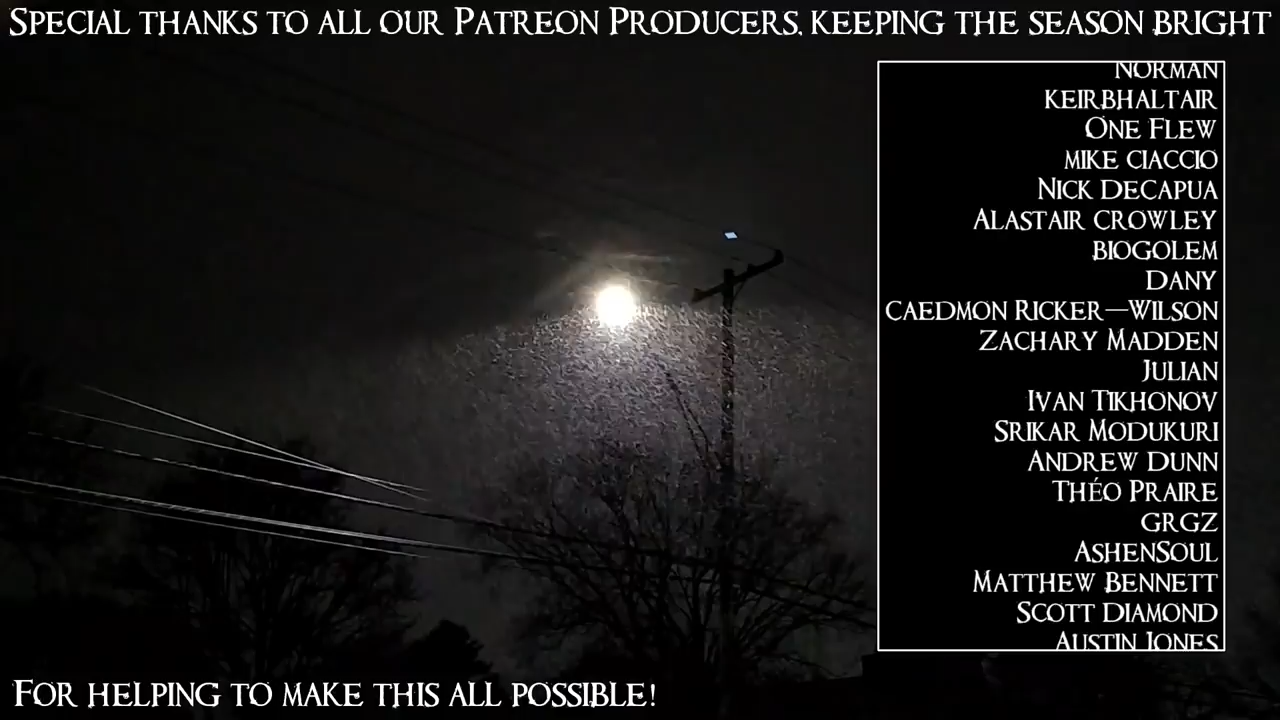 Special thanks to all our Patreon Producers, keeping the season bright
Norman
Keirbhaltair
One Flew
Mike Ciaccio
Nick DeCapua
Alastair Crowley
Biogolem
Dany
Caedmon Ricker—Wilson
Zachary Madden
Julian
Ivan Tikhonov
Srikar Modukuri
Andrew Dunn
Théo Praire
GRGZ
AshenSoul
Matthew Bennett
Scott Diamond
Austin Jones
For helping to make this all possible!